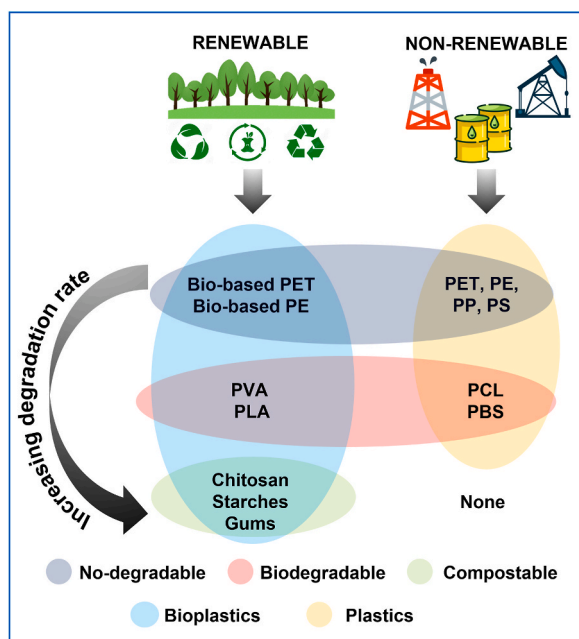 RENEWABLE
NON-RENEWABLE
Increasing degradation rate
Bio-based PET
Bio-based PE
PET, PE,
PP, PS
PVA
PLA
PCL
PBS
Chitosan
Starches
Gums
None
No-degradable
Biodegradable
Compostable
Bioplastics
Plastics